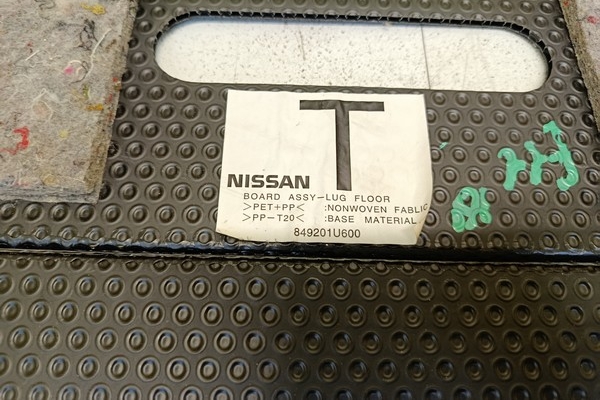 T
NISSAN
BOARD ASSY-LUG FLOOR
>PET+PP< :NONWOVEN FABLIC
>PP-T20< :BASE MATERIAL
849201U600